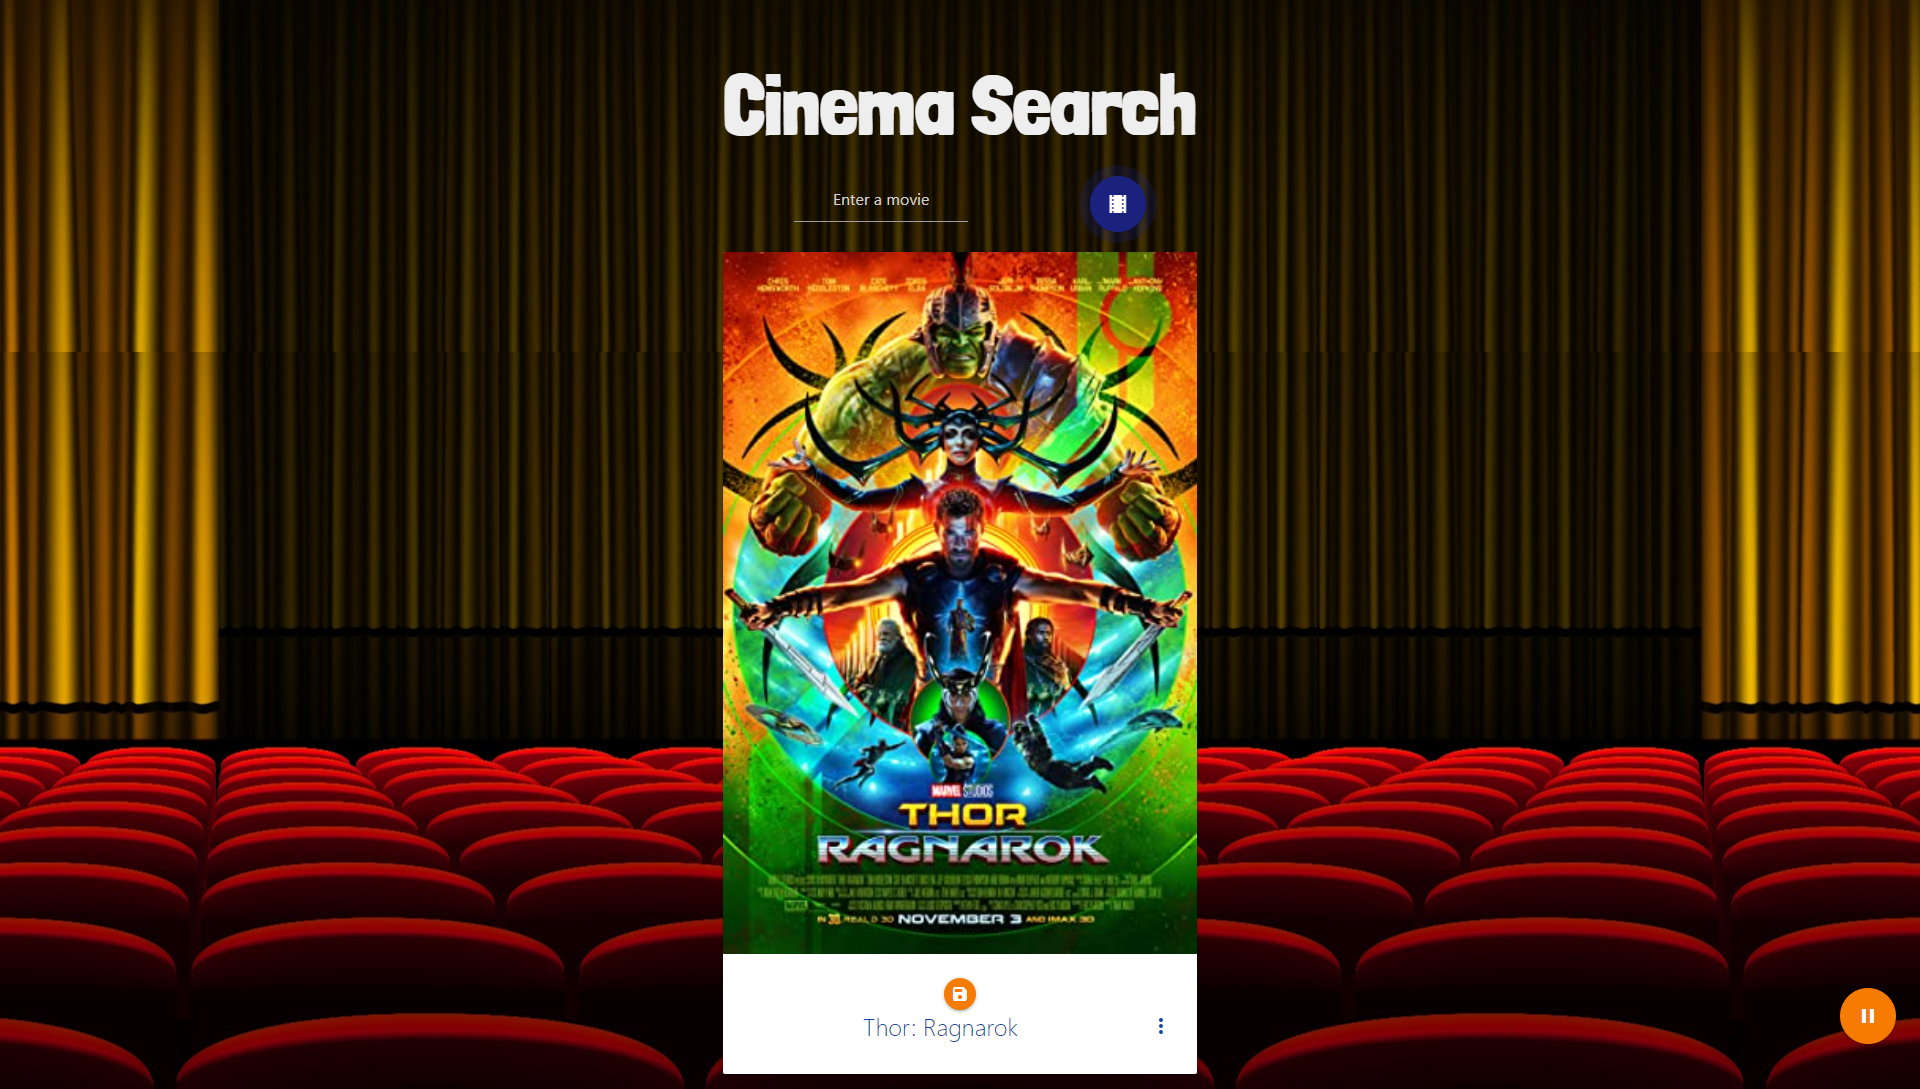 Cinema Search
Enter a movie
CHRIS HEMSWORTH TOM HIDDLESTON CATE BLANCHETT IDRIS ELBA JEFF GOLDBLUM TESSA THOMPSON KARL URBAN MARK RUFFALO ANTHONY HOPKINS
MARVEL STUDIOS
THOR
RAGNAROK
IN 3D REAL D 3D NOVEMBER 3 AND IMAX 3D
Thor: Ragnarok